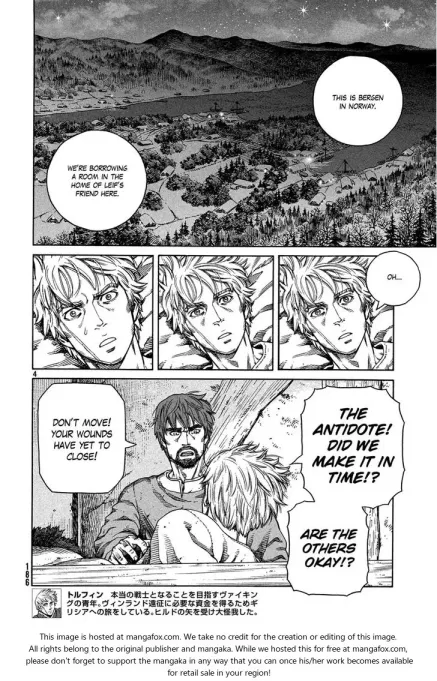 THIS IS BERGEN
IN NORWAY.
WE'RE BORROWING
A ROOM IN THE
HOME OF LEIF'S
FRIEND HERE.
OH...
4
THE
ANTIDOTE!
DID WE
MAKE IT IN
TIME!?
DON'T MOVE!
YOUR WOUNDS
HAVE YET TO
CLOSE!
ARE THE
OTHERS
OKAY!?
186
トルフィン 本当の戦士となることを目指すヴァイキン
グの青年。ヴィンランド遠征に必要な資金を得るためギ
リシアへの旅をしている。ヒルドの矢を受け大怪我した。
This image is hosted at mangafox.com. We take no credit for the creation or editing of this image.
All rights belong to the original publisher and mangaka. While we hosted this for free at mangafox.com,
please don't forget to support the mangaka in any way that you can once his/her work becomes available
for retail sale in your region!